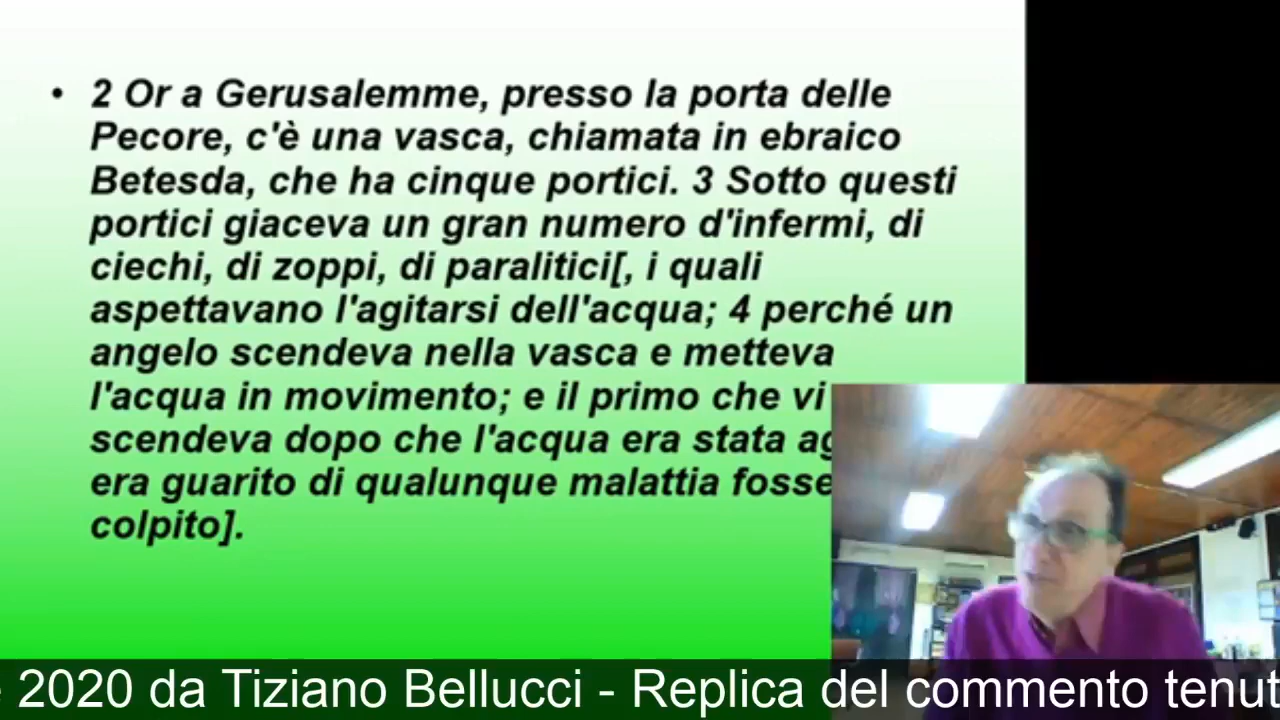 • 2 Or a Gerusalemme, presso la porta delle
Pecore, c'è una vasca, chiamata in ebraico
Betesda, che ha cinque portici. 3 Sotto questi
portici giaceva un gran numero d'infermi, di
ciechi, di zoppi, di paralitici[, i quali
aspettavano l'agitarsi dell'acqua; 4 perché un
angelo scendeva nella vasca e metteva
l'acqua in movimento; e il primo che vi
scendeva dopo che l'acqua era stata
era guarito di qualunque malattia fosse
colpito].
2020 da Tiziano Bellucci - Replica del commento